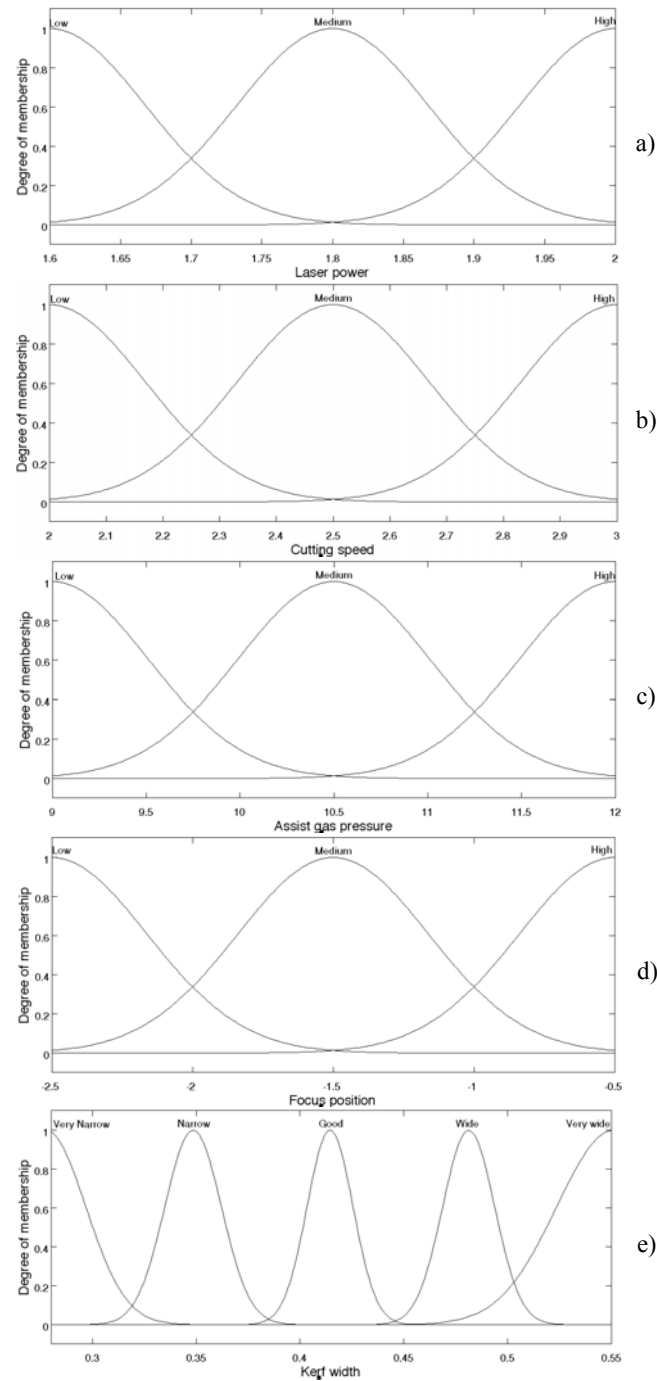 Low Medium High
1
0.8
0.6
0.4
0.2
0
Degree of membership
1.6 1.65 1.7 1.75 1.8 1.85 1.9 1.95 2
Laser power
a)
Low Medium High
1
0.8
0.6
0.4
0.2
0
Degree of membership
2 2.1 2.2 2.3 2.4 2.5 2.6 2.7 2.8 2.9 3
Cutting speed
b)
Low Medium High
1
0.8
0.6
0.4
0.2
0
Degree of membership
9 9.5 10 10.5 11 11.5 12
Assist gas pressure
c)
Low Medium High
1
0.8
0.6
0.4
0.2
0
Degree of membership
-2.5 -2 -1.5 -1 -0.5
Focus position
d)
Very Narrow Narrow Good Wide Very wide
1
0.8
0.6
0.4
0.2
0
Degree of membership
0.3 0.35 0.4 0.45 0.5 0.55
Kerf width
e)